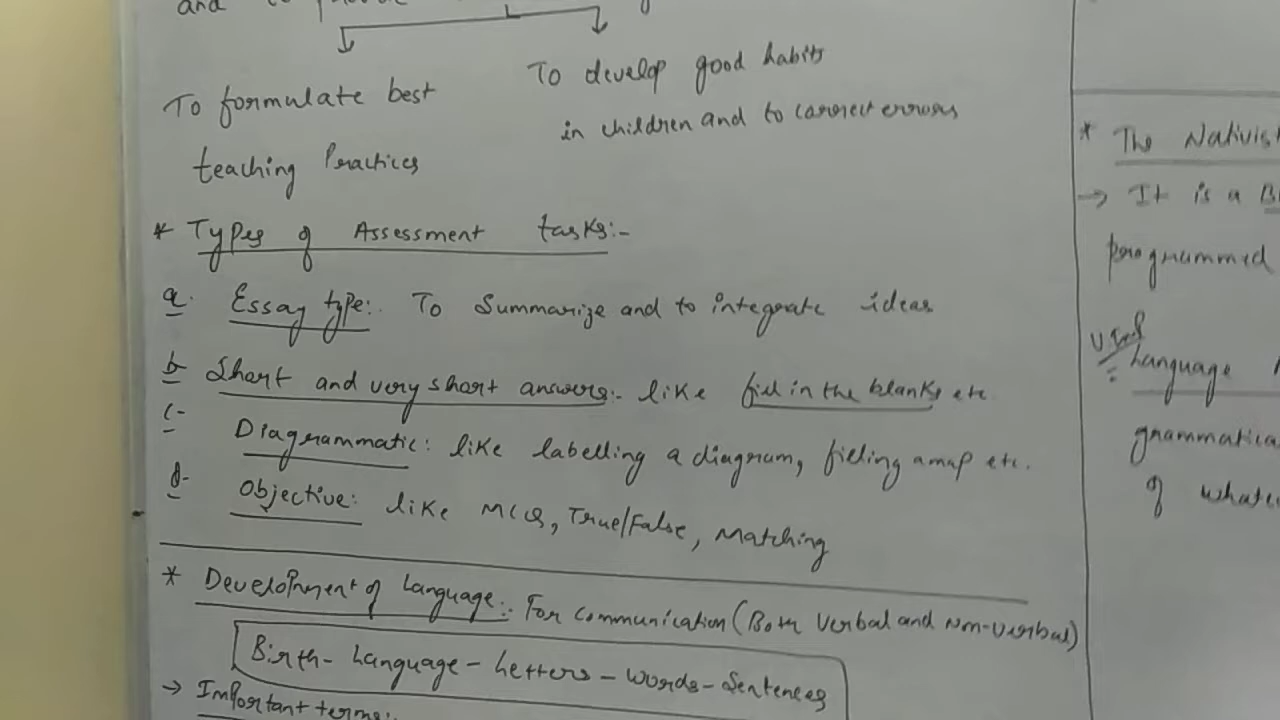 and to
To formulate best
teaching Practices
To develop good habits
in children and to correct errors
* Types of Assessment tasks:-
a. Essay type:- To Summarize and to integrate ideas
b- Short and very short answers:- like fill in the blanks etc.
c- Diagrammatic: like labelling a diagram, filling a map etc.
d- Objective: like MCQ, True/False, Matching
* Development of Language:- For communication (Both Verbal and Non-verbal)
Birth - Language - Letters - Words - Sentences
→ Important terms:
* The Nativist
→ It is a
programmed
Language
of